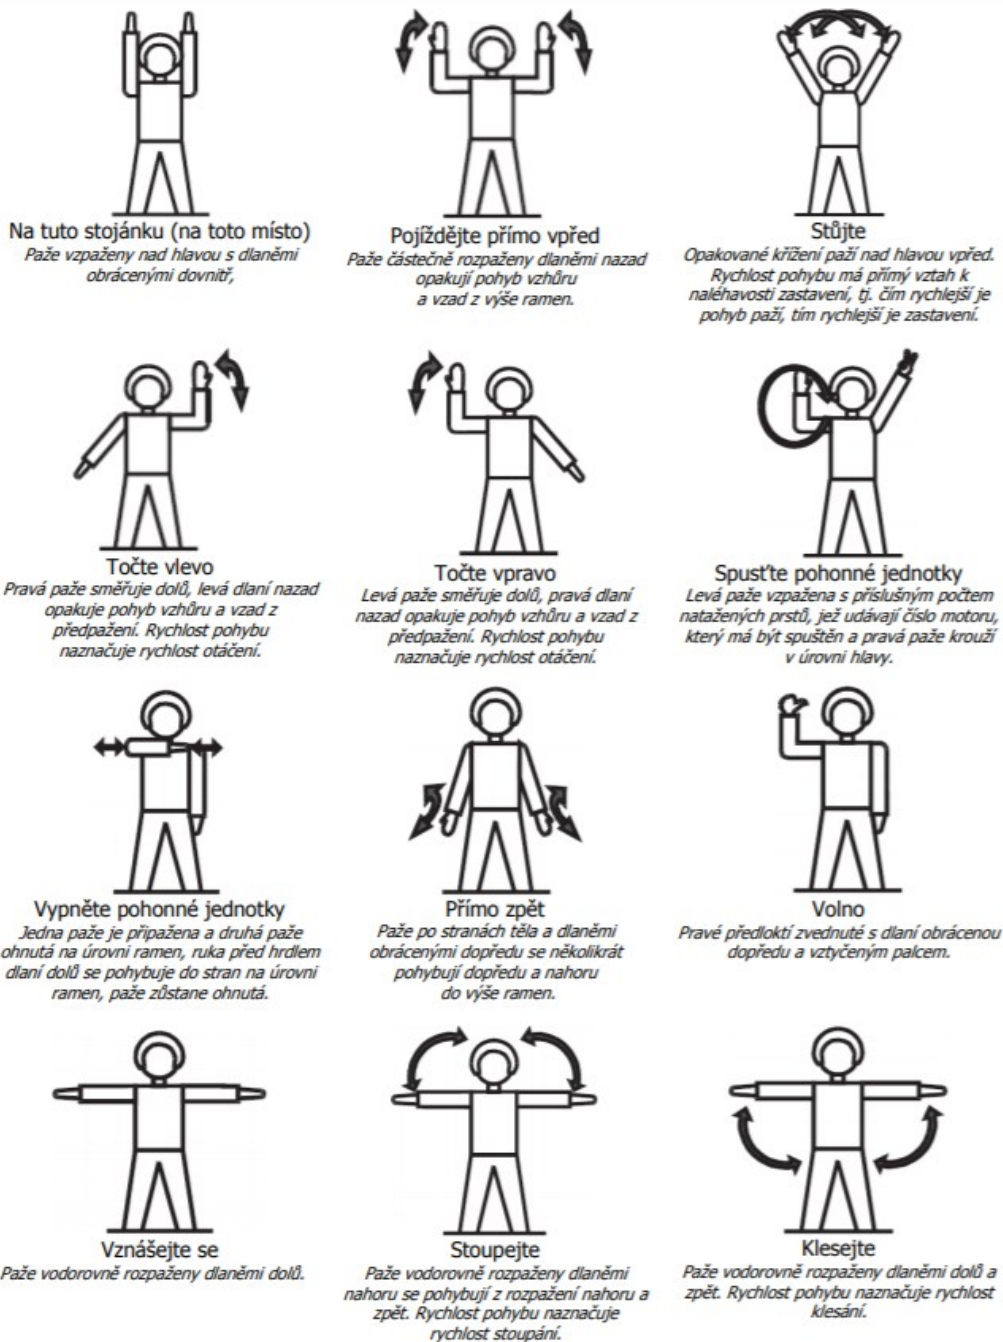 Na tuto stojánku (na toto místo)
Paže vzpaženy nad hlavou s dlaněmi
obrácenými dovnitř,
Pojíždějte přímo vpřed
Paže částečně rozpaženy dlaněmi nazad
opakují pohyb vzhůru
a vzad z výše ramen.
Stůjte
Opakované křížení paží nad hlavou vpřed.
Rychlost pohybu má přímý vztah k
naléhavosti zastavení, tj. čím rychlejší je
pohyb paží, tím rychlejší je zastavení.
Točte vlevo
Pravá paže směřuje dolů, levá dlaní nazad
opakuje pohyb vzhůru a vzad z
předpažení. Rychlost pohybu
naznačuje rychlost otáčení.
Točte vpravo
Levá paže směřuje dolů, pravá dlaní
nazad opakuje pohyb vzhůru a vzad z
předpažení. Rychlost pohybu
naznačuje rychlost otáčení.
Spusťte pohonné jednotky
Levá paže vzpažena s příslušným počtem
natažených prstů, jež udávají číslo motoru,
který má být spuštěn a pravá paže krouží
v úrovni hlavy.
Vypněte pohonné jednotky
Jedna paže je připažena a druhá paže
ohnutá na úrovni ramen, ruka před hrdlem
dlaní dolů se pohybuje do stran na úrovni
ramen, paže zůstane ohnutá.
Přímo zpět
Paže po stranách těla a dlaněmi
obrácenými dopředu se několikrát
pohybují dopředu a nahoru
do výše ramen.
Volno
Pravé předloktí zvednuté s dlaní obrácenou
dopředu a vztyčeným palcem.
Vznášejte se
Paže vodorovně rozpaženy dlaněmi dolů.
Stoupejte
Paže vodorovně rozpaženy dlaněmi
nahoru se pohybují z rozpažení nahoru a
zpět. Rychlost pohybu naznačuje
rychlost stoupání.
Klesejte
Paže vodorovně rozpaženy dlaněmi dolů a
zpět. Rychlost pohybu naznačuje rychlost
klesání.